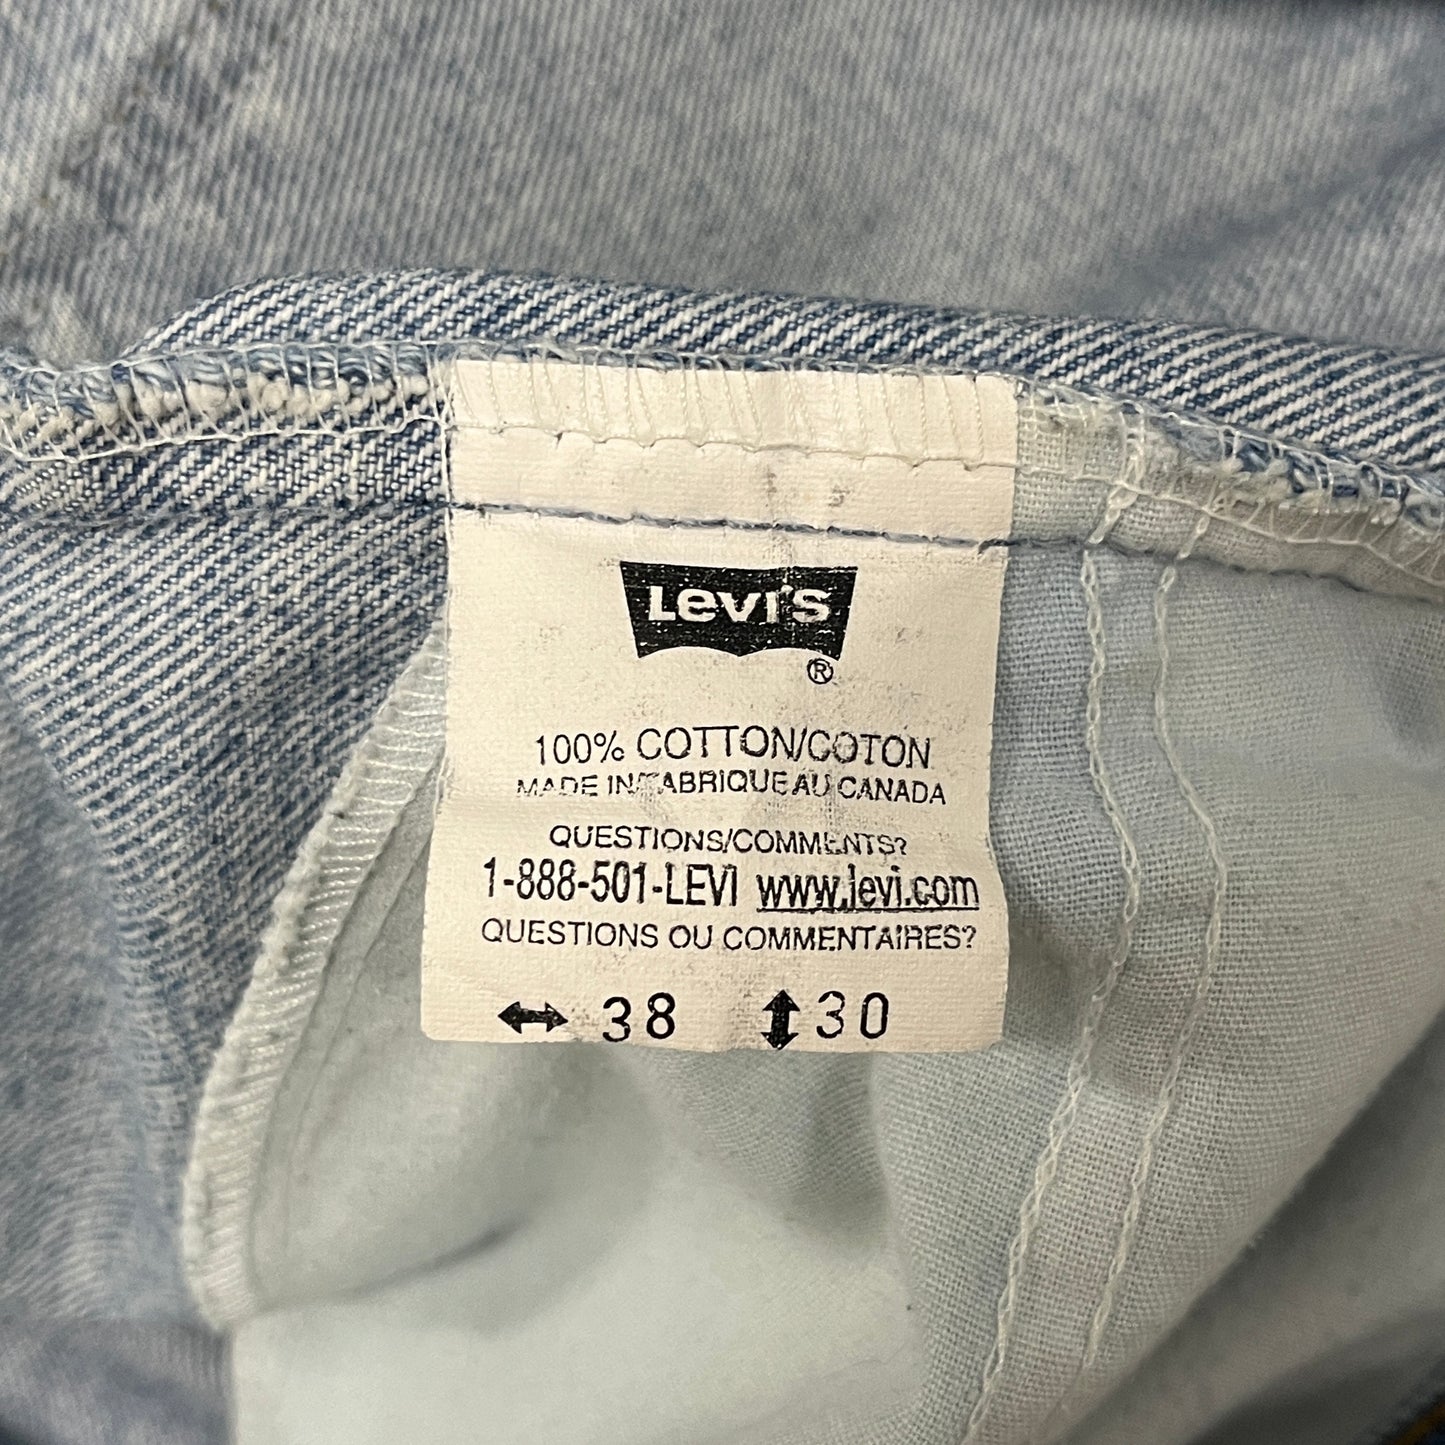 Levi's
®
100% COTTON/COTON
MADE IN/FABRIQUE AU CANADA
QUESTIONS/COMMENTS?
1-888-501-LEVI www.levi.com
QUESTIONS OU COMMENTAIRES?
↔ 38 ↕ 30